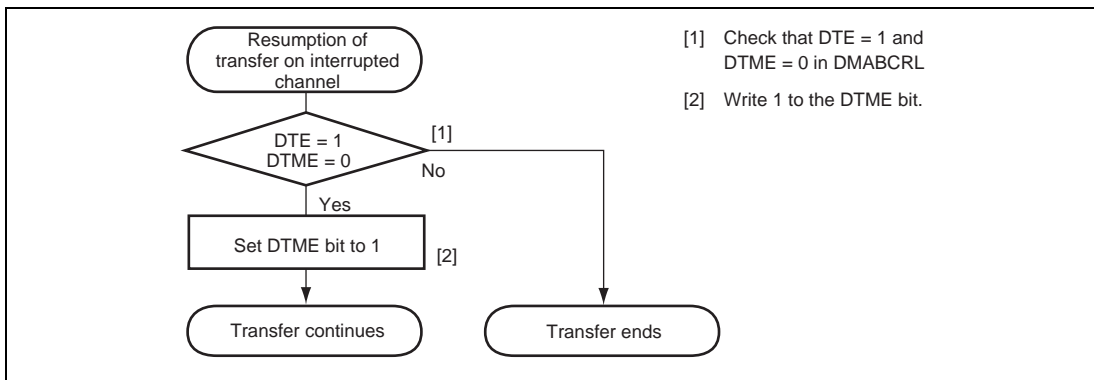 Resumption of
transfer on interrupted
channel
[1] Check that DTE = 1 and
DTME = 0 in DMABCRL
[2] Write 1 to the DTME bit.
DTE = 1
DTME = 0
[1]
No
Yes
Set DTME bit to 1
[2]
Transfer continues
Transfer ends